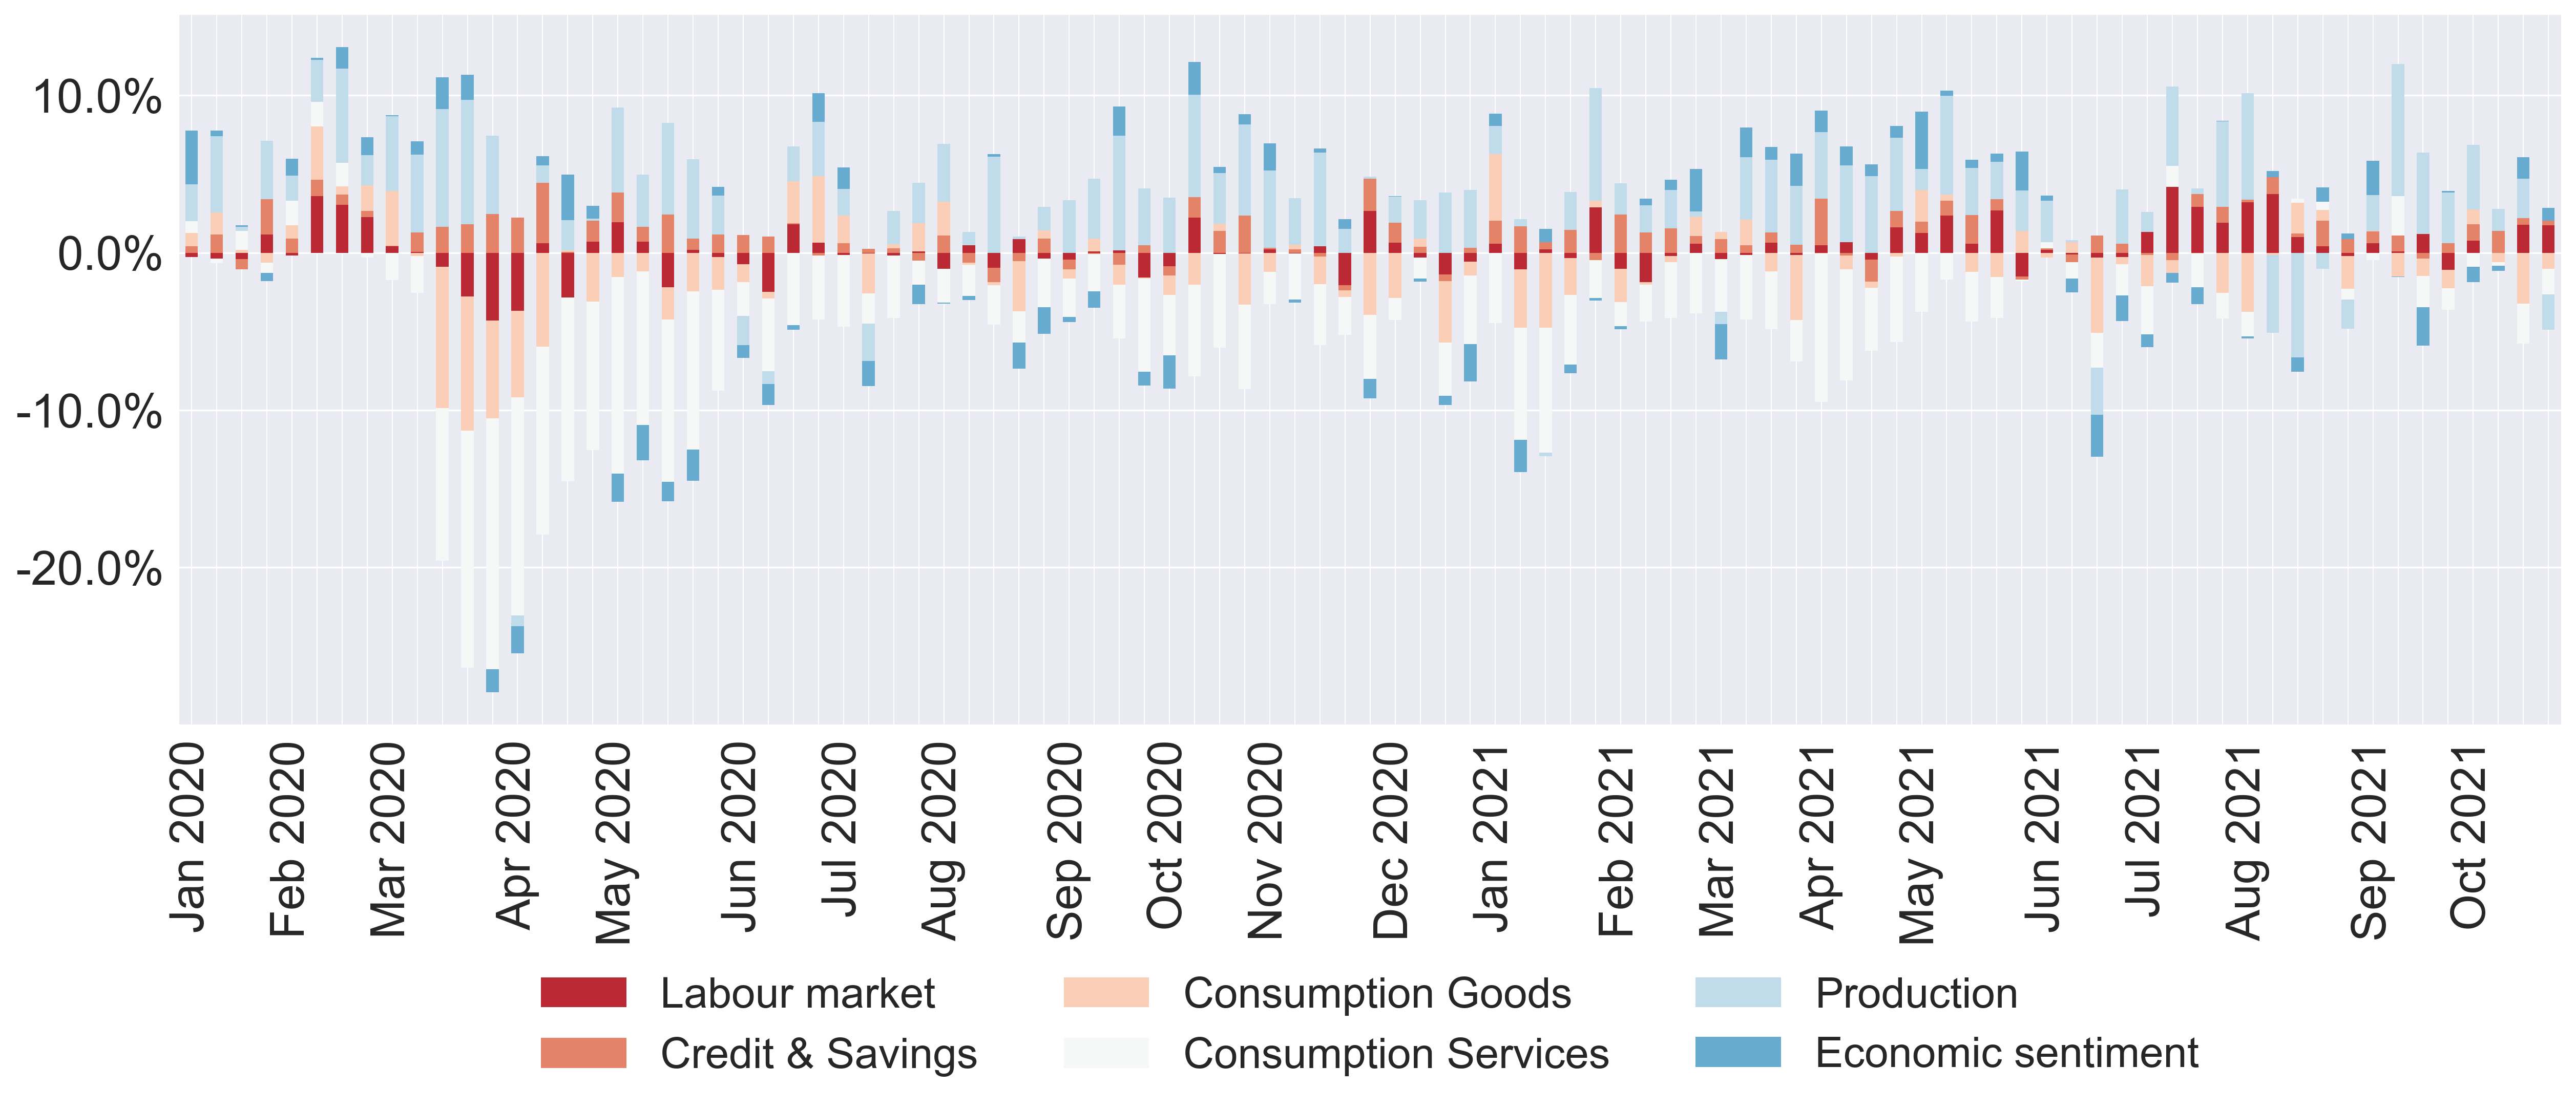 10.0%
0.0%
-10.0%
-20.0%
Jan 2020
Feb 2020
Mar 2020
Apr 2020
May 2020
Jun 2020
Jul 2020
Aug 2020
Sep 2020
Oct 2020
Nov 2020
Dec 2020
Jan 2021
Feb 2021
Mar 2021
Apr 2021
May 2021
Jun 2021
Jul 2021
Aug 2021
Sep 2021
Oct 2021
Labour market
Credit & Savings
Consumption Goods
Consumption Services
Production
Economic sentiment